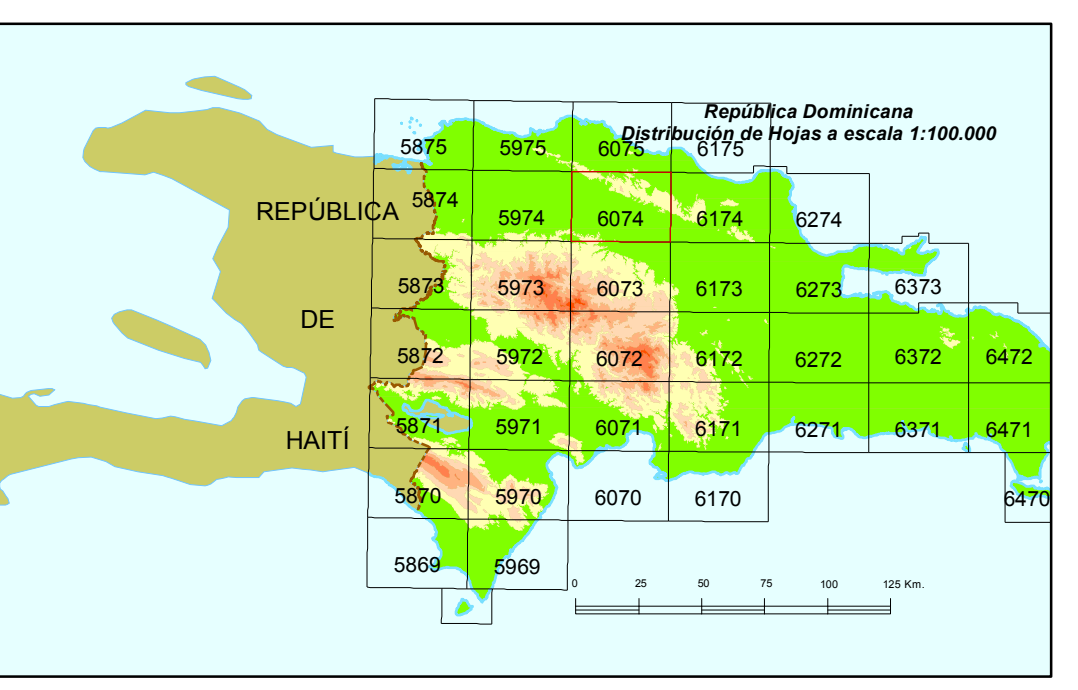 República Dominicana
Distribución de Hojas a escala 1:100.000
5875 5975 6075 6175
REPÚBLICA
5874 5974 6074 6174 6274
5873 5973 6073 6173 6273 6373
DE
5872 5972 6072 6172 6272 6372 6472
HAITÍ
5871 5971 6071 6171 6271 6371 6471
5870 5970 6070 6170 6470
5869 5969
0 25 50 75 100 125 Km.